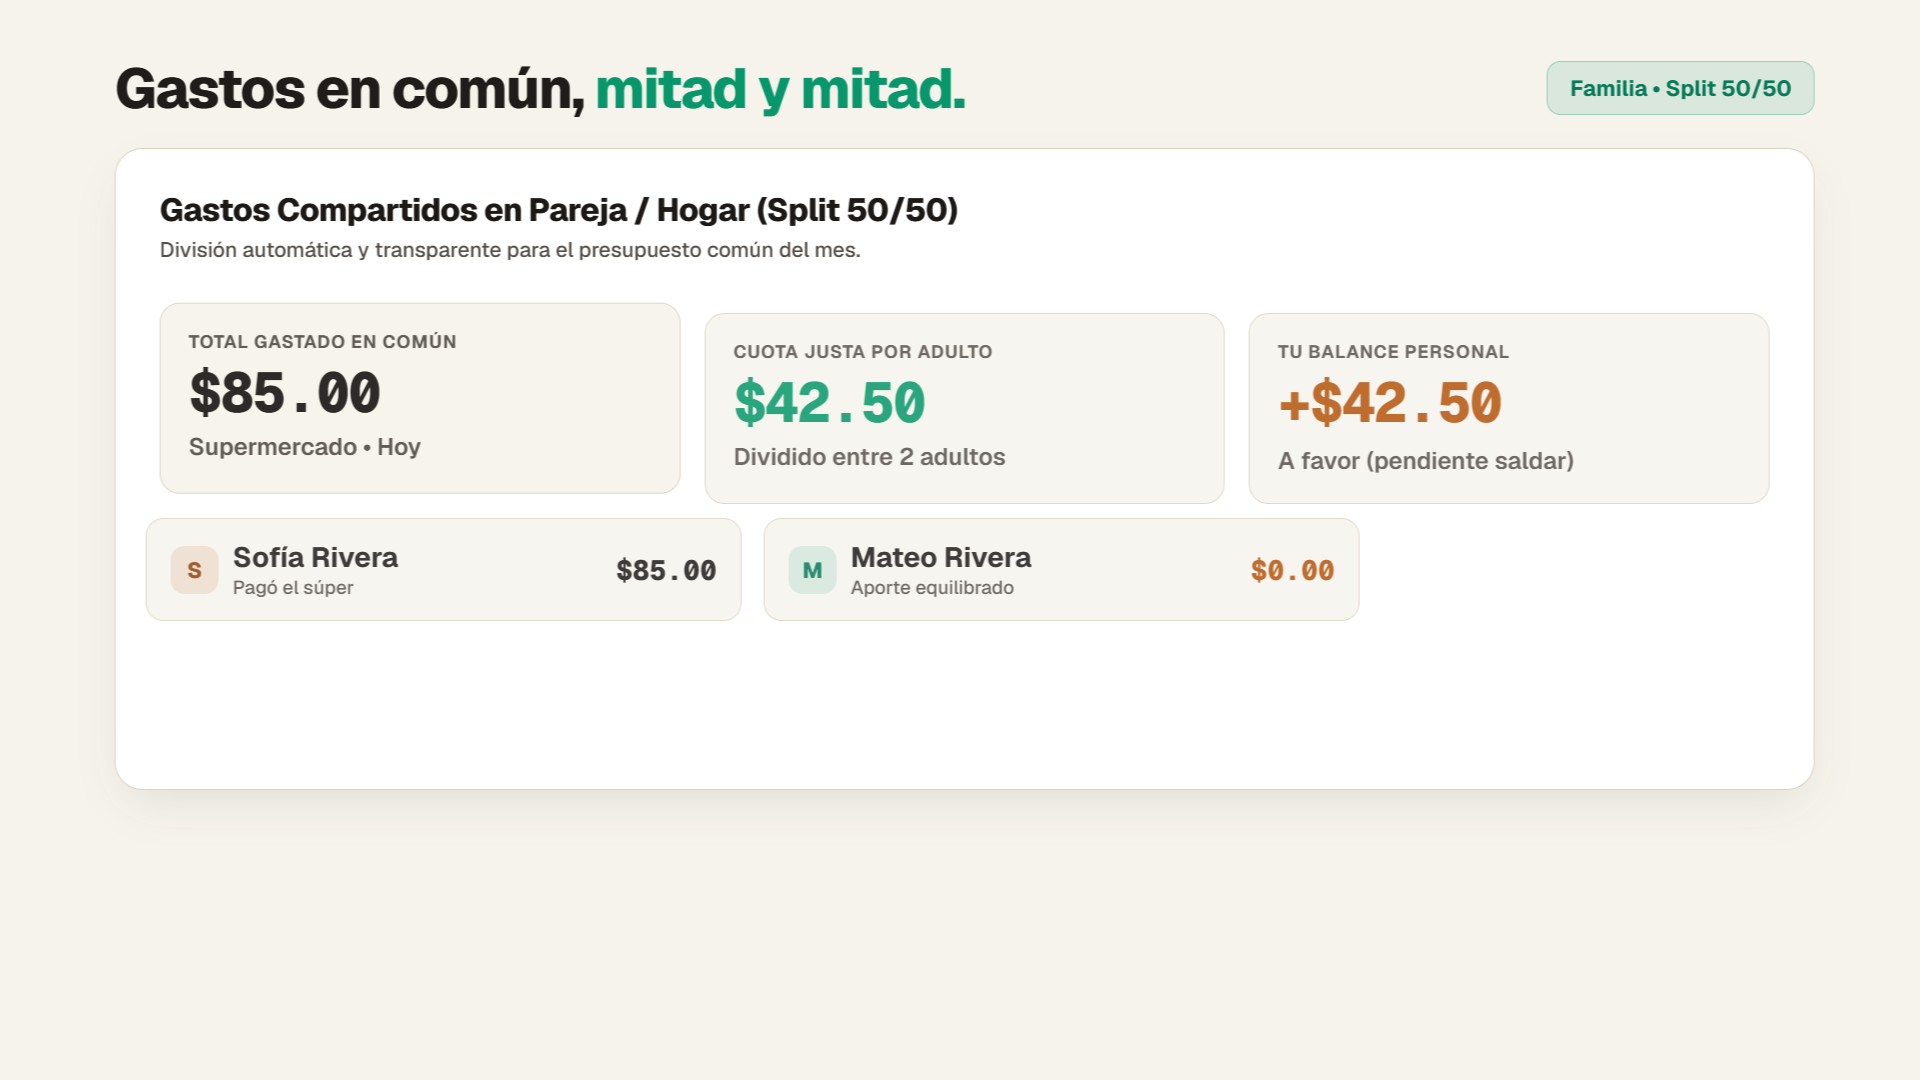 Gastos en común, mitad y mitad.
Familia • Split 50/50
Gastos Compartidos en Pareja / Hogar (Split 50/50)
División automática y transparente para el presupuesto común del mes.
TOTAL GASTADO EN COMÚN
$85.00
Supermercado • Hoy
CUOTA JUSTA POR ADULTO
$42.50
Dividido entre 2 adultos
TU BALANCE PERSONAL
+$42.50
A favor (pendiente saldar)
S
Sofía Rivera
Pagó el súper
$85.00
M
Mateo Rivera
Aporte equilibrado
$0.00